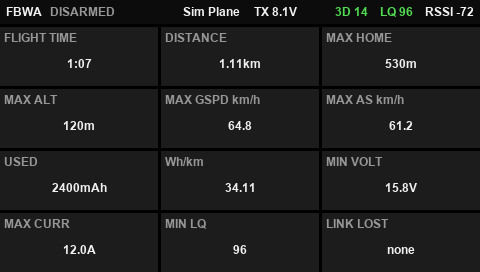 FBWA DISARMED Sim Plane TX 8.1V 3D 14 LQ 96 RSSI -72
FLIGHT TIME DISTANCE MAX HOME
1:07 1.11km 530m
MAX ALT MAX GSPD km/h MAX AS km/h
120m 64.8 61.2
USED Wh/km MIN VOLT
2400mAh 34.11 15.8V
MAX CURR MIN LQ LINK LOST
12.0A 96 none